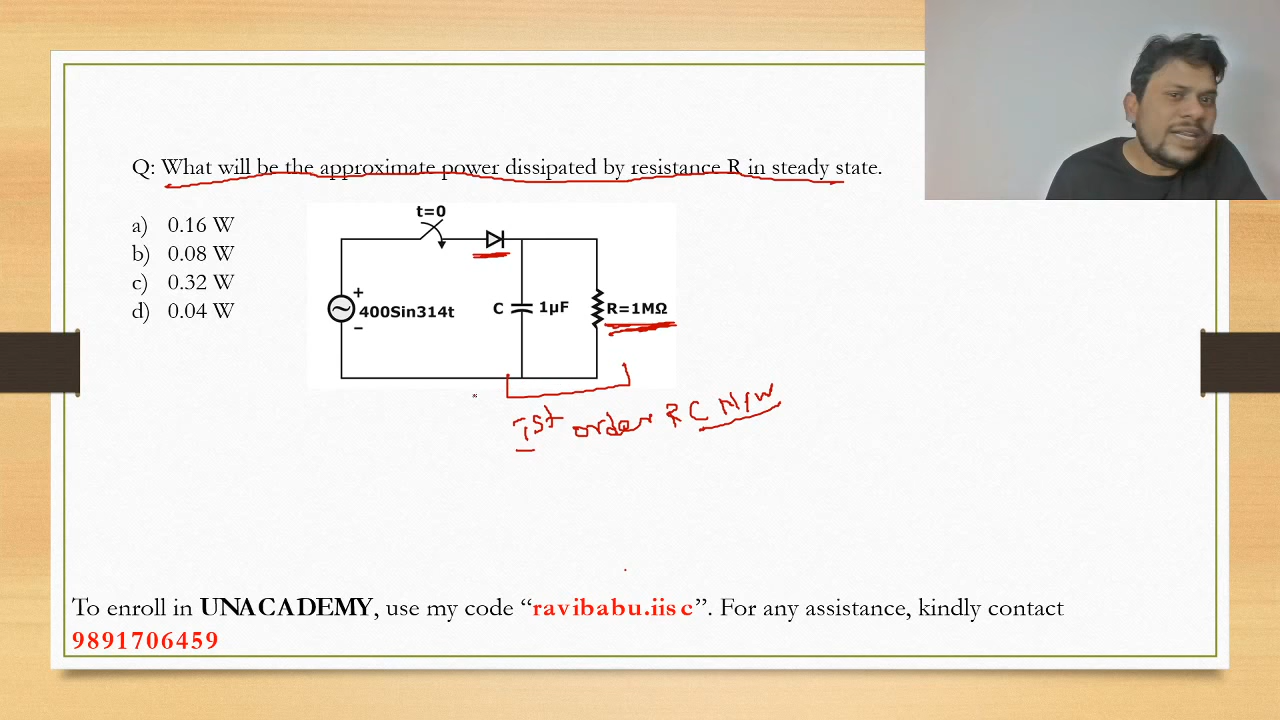 Q: What will be the approximate power dissipated by resistance R in steady state.
a) 0.16 W
b) 0.08 W
c) 0.32 W
d) 0.04 W
t=0
+
400Sin314t
−
C 1µF
R=1MΩ
1st order RC N/W
To enroll in UNACADEMY, use my code “ravibabu.iisc”. For any assistance, kindly contact
9891706459